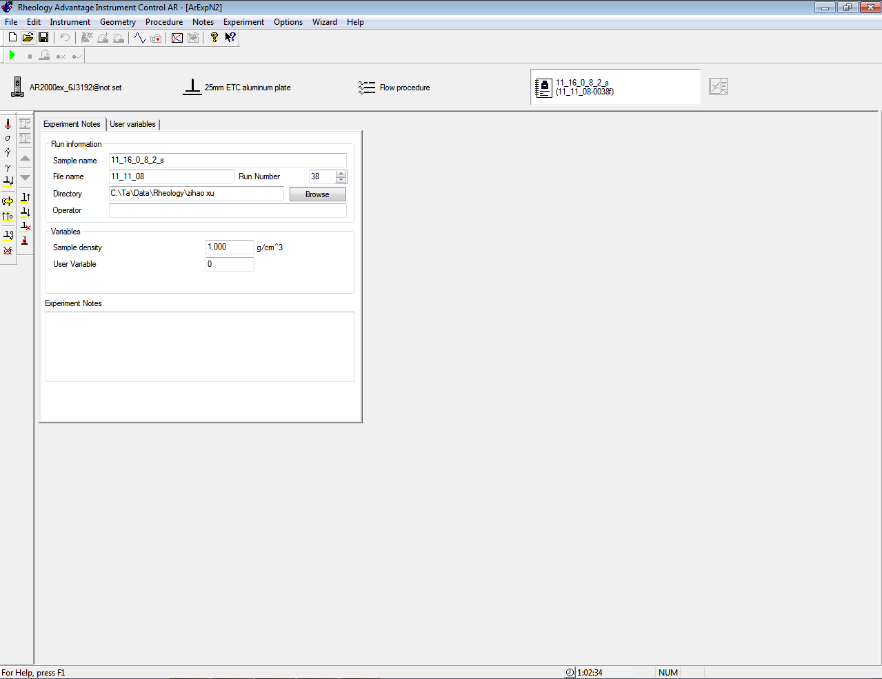 Rheology Advantage Instrument Control AR - [ArExpN2]
File Edit Instrument Geometry Procedure Notes Experiment Options Wizard Help
AR2000ex_6J3192@not set
25mm ETC aluminum plate
Flow procedure
11_16_0_8_2_s
(11_11_08-0038f)
Experiment Notes User variables
Run information
Sample name 11_16_0_8_2_s
File name 11_11_08 Run Number 38
Directory C:\Ta\Data\Rheology\zihao xu Browse
Operator
Variables
Sample density 1.000 g/cm^3
User Variable 0
Experiment Notes
For Help, press F1 1:02:34 NUM